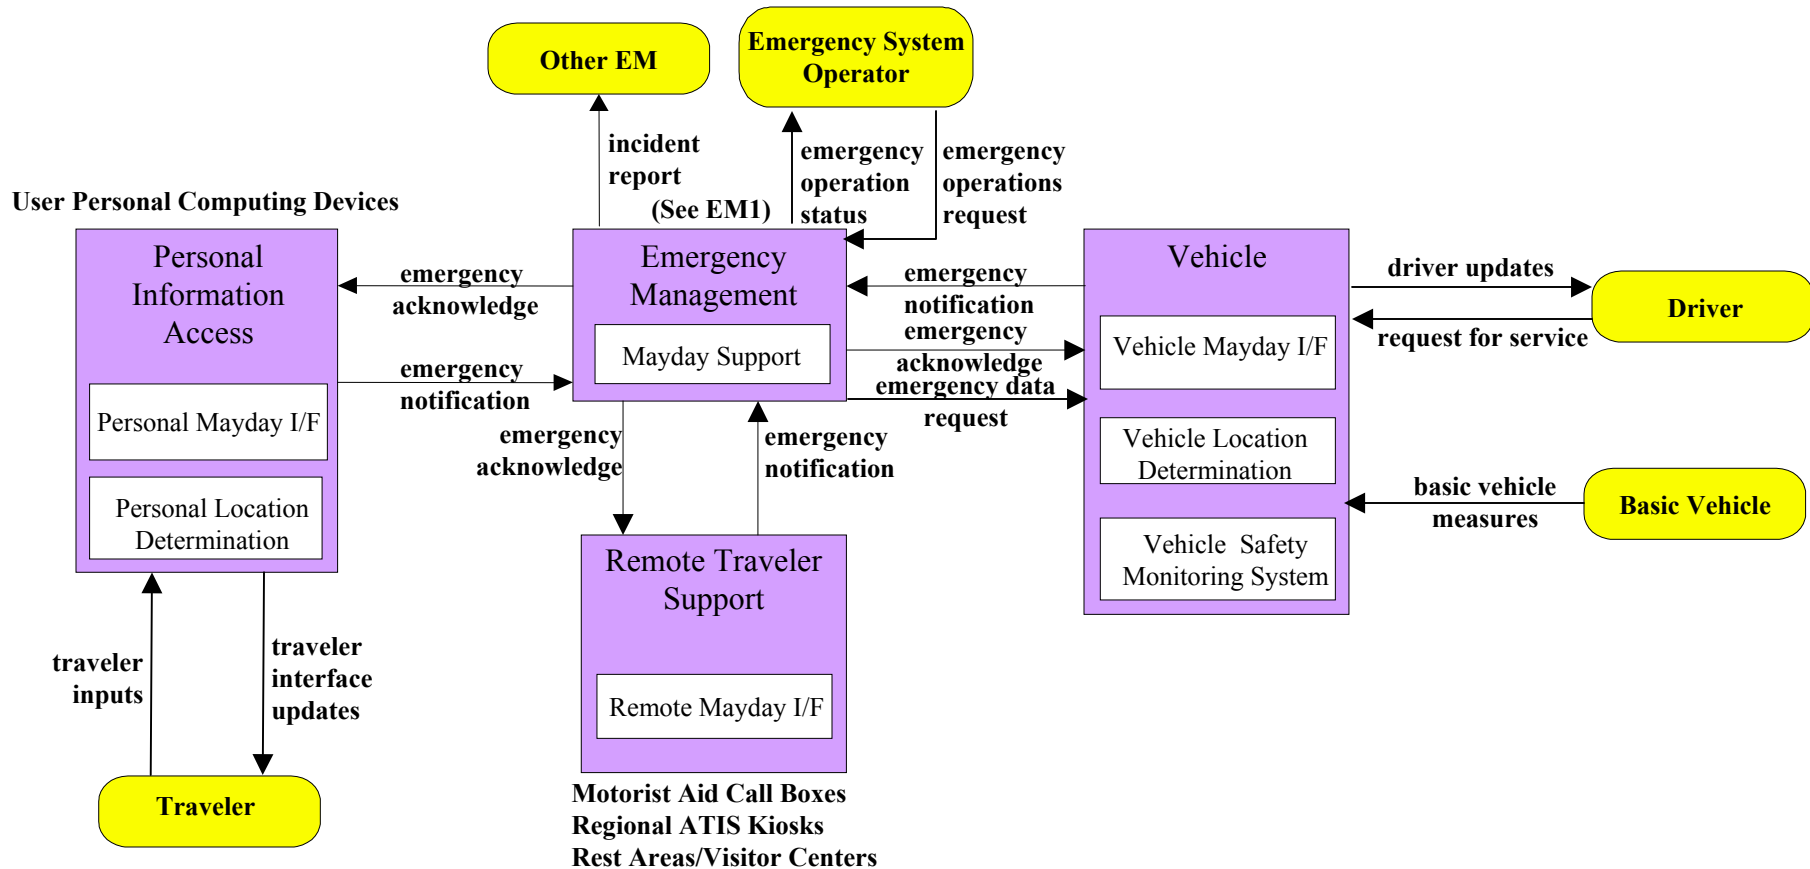 Other EM
Emergency System
Operator
incident
report
(See EM1)
emergency
operation
status
emergency
operations
request
User Personal Computing Devices
Personal
Information
Access
Personal Mayday I/F
Personal Location
Determination
emergency
acknowledge
emergency
notification
Emergency
Management
Mayday Support
emergency
notification
emergency
acknowledge
emergency data
request
Vehicle
Vehicle Mayday I/F
Vehicle Location
Determination
Vehicle Safety
Monitoring System
driver updates
Driver
request for service
basic vehicle
measures
Basic Vehicle
emergency
acknowledge
emergency
notification
Remote Traveler
Support
Remote Mayday I/F
traveler
inputs
traveler
interface
updates
Traveler
Motorist Aid Call Boxes
Regional ATIS Kiosks
Rest Areas/Visitor Centers